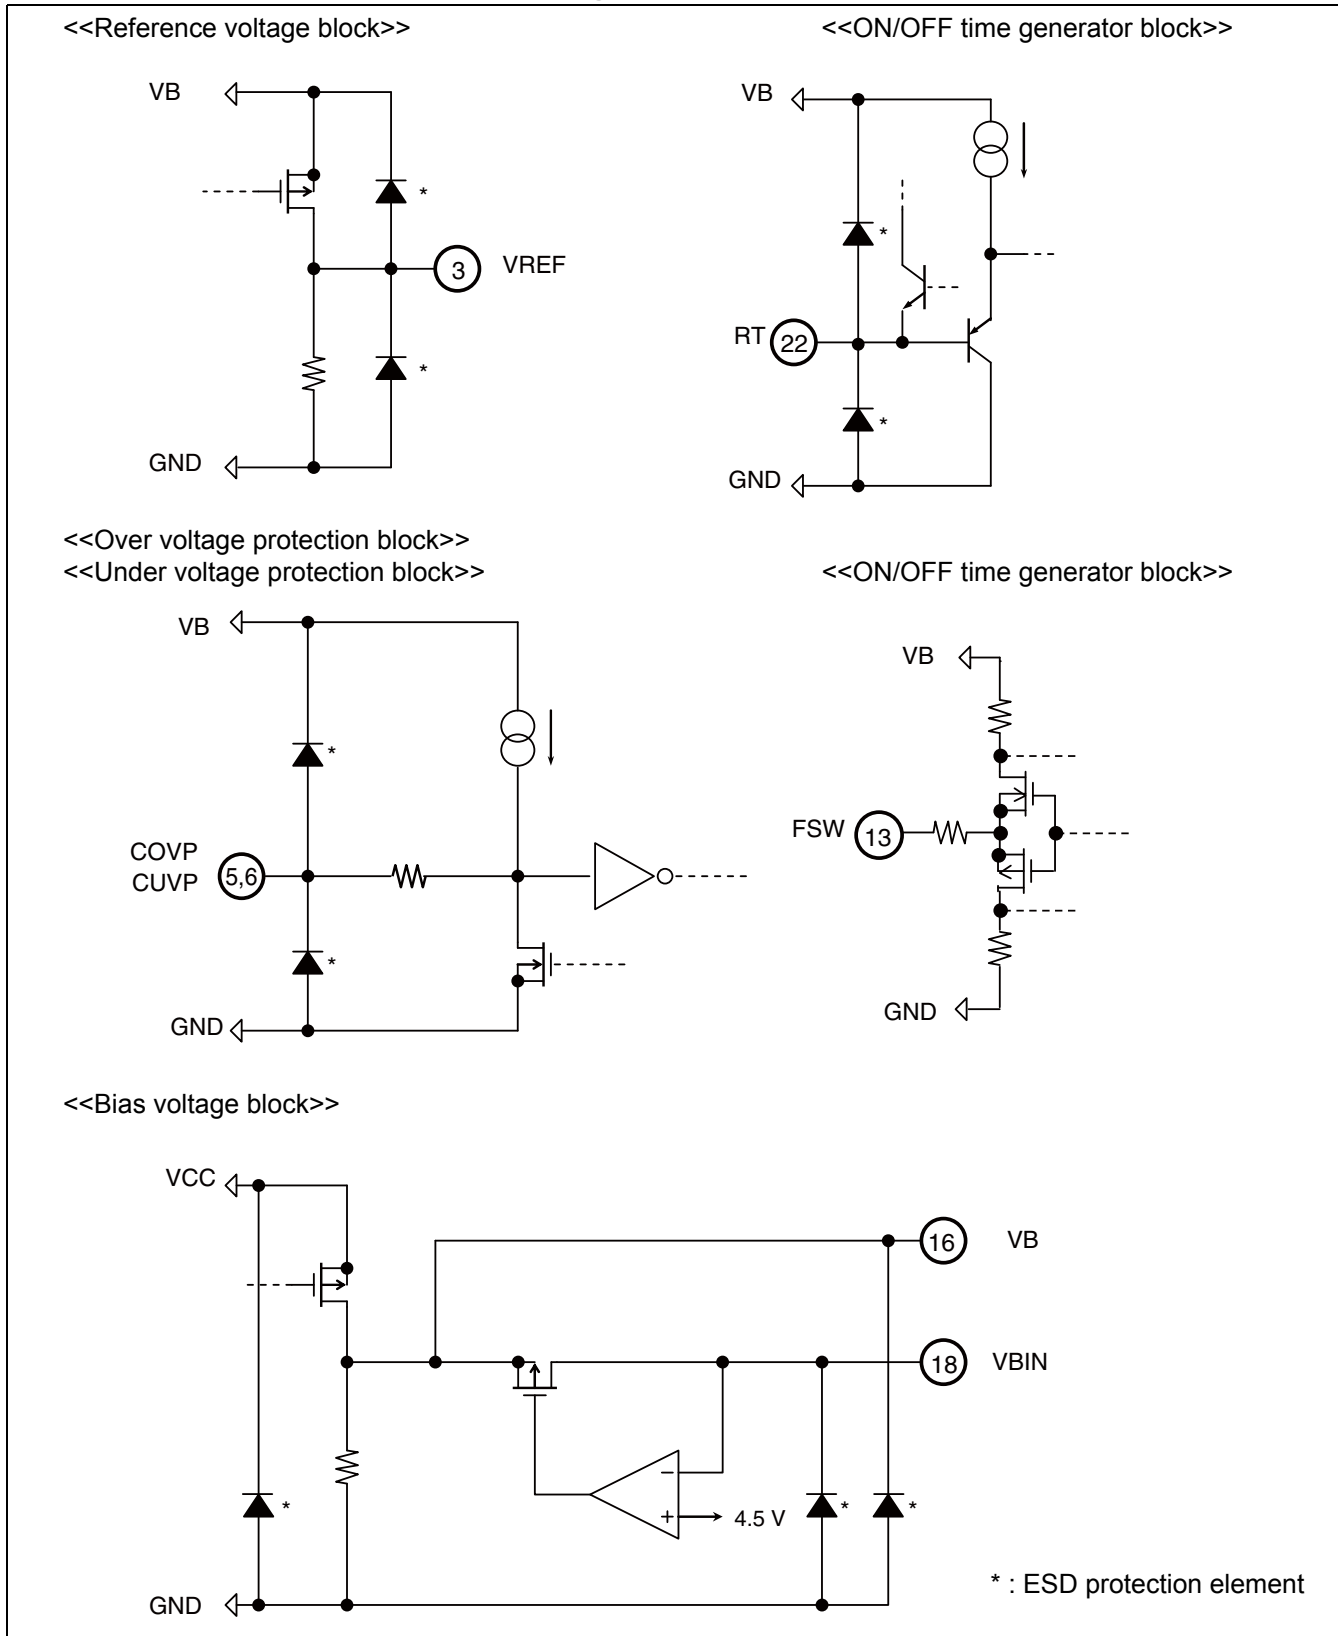 <<Reference voltage block>>
VB
*
3 VREF
*
GND
<<ON/OFF time generator block>>
VB
*
RT 22
*
GND
<<Over voltage protection block>>
<<Under voltage protection block>>
VB
*
COVP
CUVP
5,6
*
GND
<<ON/OFF time generator block>>
VB
FSW 13
GND
<<Bias voltage block>>
VCC
16 VB
18 VBIN
−
+ 4.5 V
* * *
GND
* : ESD protection element